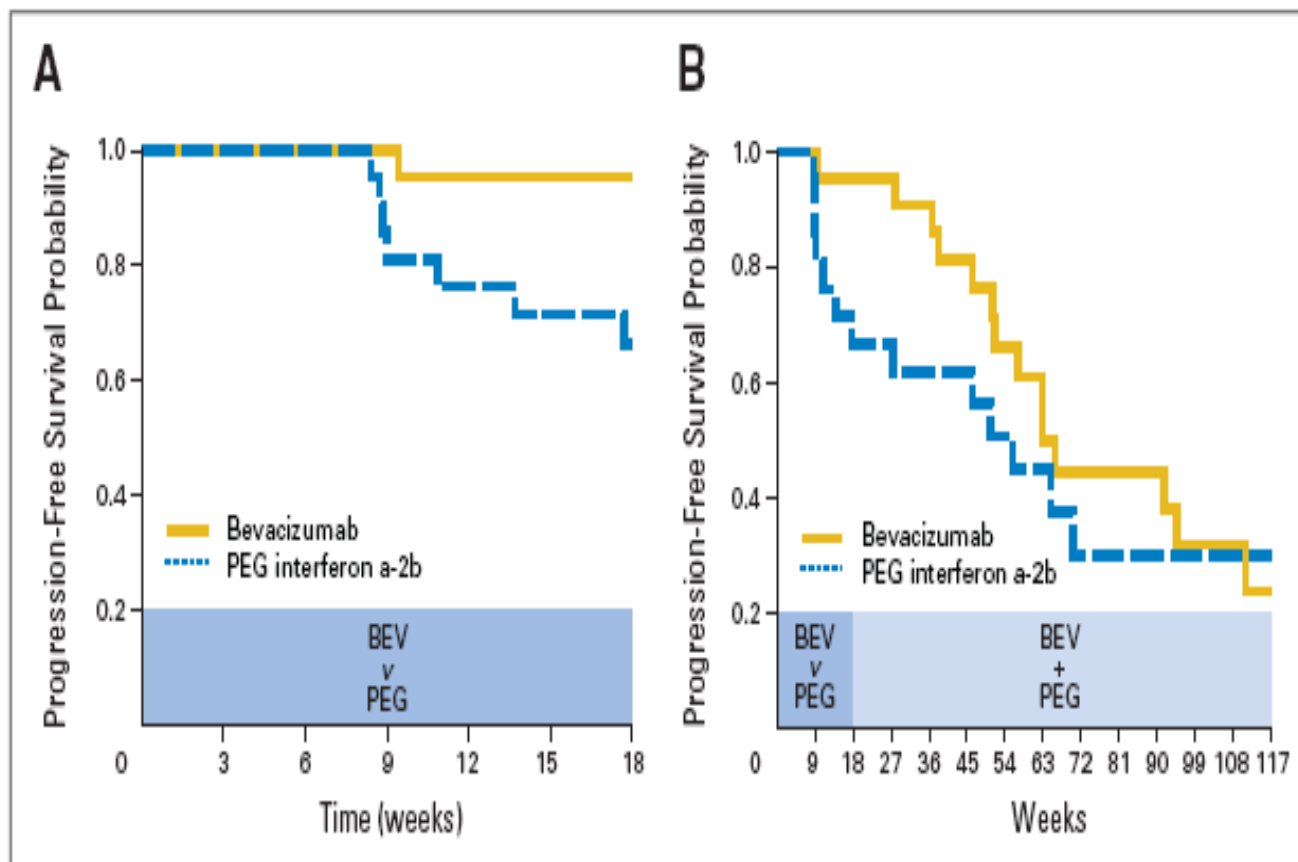 A
Progression-Free Survival Probability
1.0
0.8
0.6
0.4
0.2
Bevacizumab
PEG interferon a-2b
BEV
v
PEG
0 3 6 9 12 15 18
Time (weeks)
B
Progression-Free Survival Probability
1.0
0.8
0.6
0.4
0.2
Bevacizumab
PEG interferon a-2b
BEV
v
PEG
BEV
+
PEG
0 9 18 27 36 45 54 63 72 81 90 99 108 117
Weeks